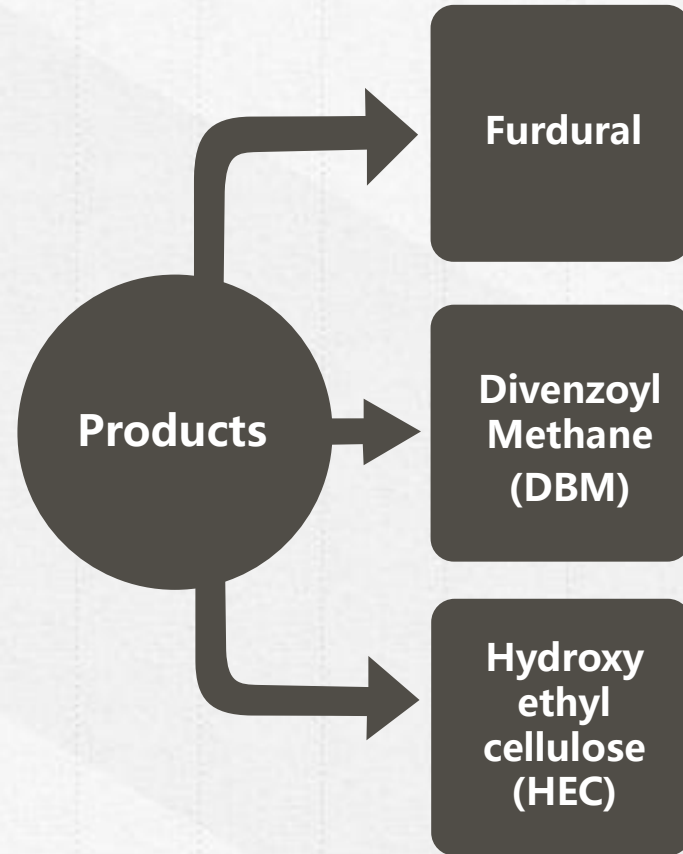 Furdural
Products
Divenzoyl
Methane
(DBM)
Hydroxy
ethyl
cellulose
(HEC)